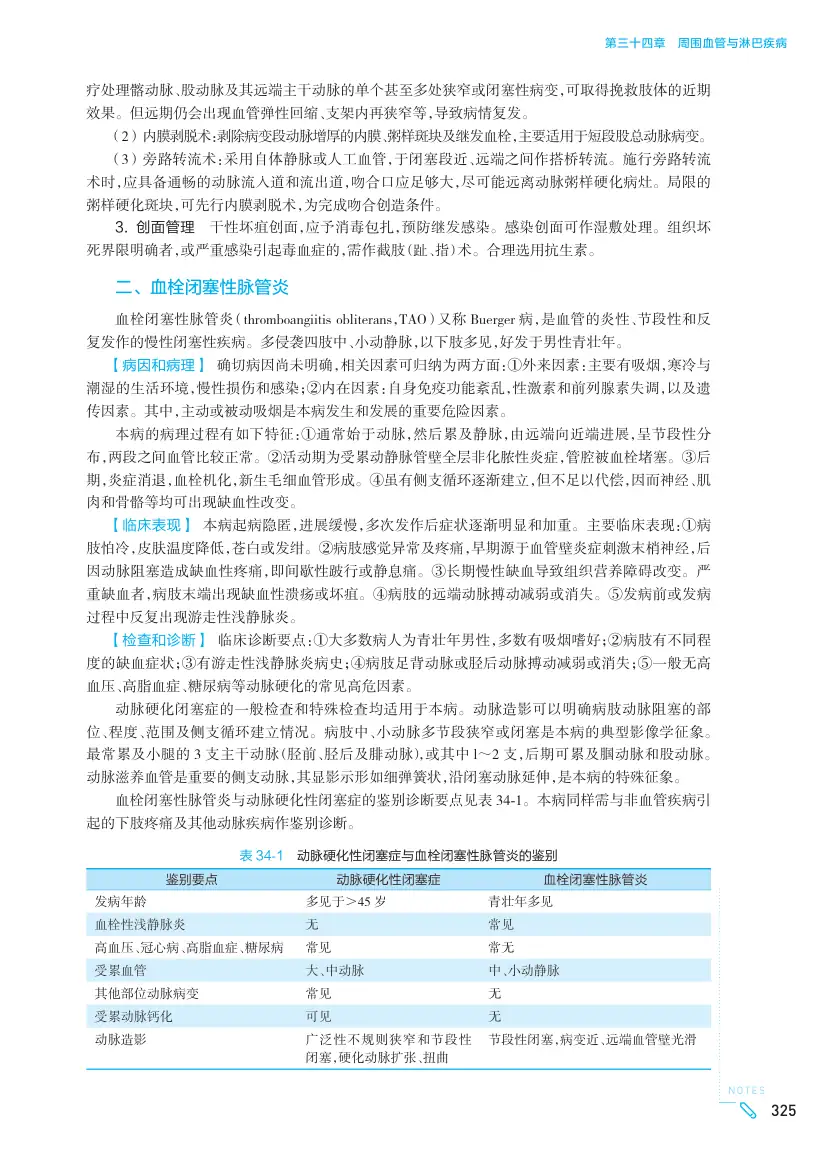 第三十四章 周围血管与淋巴疾病
疗处理髂动脉、股动脉及其远端主干动脉的单个甚至多处狭窄或闭塞性病变,可取得挽救肢体的近期
效果。但远期仍会出现血管弹性回缩、支架内再狭窄等,导致病情复发。
（2）内膜剥脱术:剥除病变段动脉增厚的内膜、粥样斑块及继发血栓,主要适用于短段股总动脉病变。
（3）旁路转流术:采用自体静脉或人工血管,于闭塞段近、远端之间作搭桥转流。施行旁路转流
术时,应具备通畅的动脉流入道和流出道,吻合口应足够大,尽可能远离动脉粥样硬化病灶。局限的
粥样硬化斑块,可先行内膜剥脱术,为完成吻合创造条件。
3. 创面管理 干性坏疽创面,应予消毒包扎,预防继发感染。感染创面可作湿敷处理。组织坏
死界限明确者,或严重感染引起毒血症的,需作截肢(趾、指)术。合理选用抗生素。
二、血栓闭塞性脉管炎
血栓闭塞性脉管炎（thromboangiitis obliterans,TAO）又称 Buerger 病,是血管的炎性、节段性和反
复发作的慢性闭塞性疾病。多侵袭四肢中、小动静脉,以下肢多见,好发于男性青壮年。
【病因和病理】 确切病因尚未明确,相关因素可归纳为两方面:①外来因素:主要有吸烟,寒冷与
潮湿的生活环境,慢性损伤和感染;②内在因素:自身免疫功能紊乱,性激素和前列腺素失调,以及遗
传因素。其中,主动或被动吸烟是本病发生和发展的重要危险因素。
本病的病理过程有如下特征:①通常始于动脉,然后累及静脉,由远端向近端进展,呈节段性分
布,两段之间血管比较正常。②活动期为受累动静脉管壁全层非化脓性炎症,管腔被血栓堵塞。③后
期,炎症消退,血栓机化,新生毛细血管形成。④虽有侧支循环逐渐建立,但不足以代偿,因而神经、肌
肉和骨骼等均可出现缺血性改变。
【临床表现】 本病起病隐匿,进展缓慢,多次发作后症状逐渐明显和加重。主要临床表现:①病
肢怕冷,皮肤温度降低,苍白或发绀。②病肢感觉异常及疼痛,早期源于血管壁炎症刺激末梢神经,后
因动脉阻塞造成缺血性疼痛,即间歇性跛行或静息痛。③长期慢性缺血导致组织营养障碍改变。严
重缺血者,病肢末端出现缺血性溃疡或坏疽。④病肢的远端动脉搏动减弱或消失。⑤发病前或发病
过程中反复出现游走性浅静脉炎。
【检查和诊断】 临床诊断要点:①大多数病人为青壮年男性,多数有吸烟嗜好;②病肢有不同程
度的缺血症状;③有游走性浅静脉炎病史;④病肢足背动脉或胫后动脉搏动减弱或消失;⑤一般无高
血压、高脂血症、糖尿病等动脉硬化的常见高危因素。
动脉硬化闭塞症的一般检查和特殊检查均适用于本病。动脉造影可以明确病肢动脉阻塞的部
位、程度、范围及侧支循环建立情况。病肢中、小动脉多节段狭窄或闭塞是本病的典型影像学征象。
最常累及小腿的 3 支主干动脉(胫前、胫后及腓动脉),或其中 1～2 支,后期可累及腘动脉和股动脉。
动脉滋养血管是重要的侧支动脉,其显影示形如细弹簧状,沿闭塞动脉延伸,是本病的特殊征象。
血栓闭塞性脉管炎与动脉硬化性闭塞症的鉴别诊断要点见表 34-1。本病同样需与非血管疾病引
起的下肢疼痛及其他动脉疾病作鉴别诊断。
表 34-1 动脉硬化性闭塞症与血栓闭塞性脉管炎的鉴别
鉴别要点 动脉硬化性闭塞症 血栓闭塞性脉管炎
发病年龄 多见于>45 岁 青壮年多见
血栓性浅静脉炎 无 常见
高血压、冠心病、高脂血症、糖尿病 常见 常无
受累血管 大、中动脉 中、小动静脉
其他部位动脉病变 常见 无
受累动脉钙化 可见 无
动脉造影 广泛性不规则狭窄和节段性 节段性闭塞,病变近、远端血管壁光滑
闭塞,硬化动脉扩张、扭曲
NOTES
325